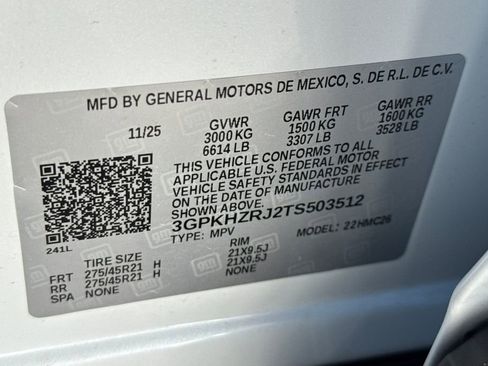 MFD BY GENERAL MOTORS DE MEXICO, S. DE R.L. DE C.V.
11/25 GVWR GAWR FRT GAWR RR
3000 KG 1500 KG 1600 KG
6614 LB 3307 LB 3528 LB
THIS VEHICLE CONFORMS TO ALL
APPLICABLE U.S. FEDERAL MOTOR
VEHICLE SAFETY STANDARDS IN
EFFECT ON THE DATE OF MANUFACTURE
SHOWN ABOVE.
3GPKHZRJ2TS503512
TYPE: MPV MODEL: 22HMC26
241L
TIRE SIZE RIM
FRT 275/45R21 H 21X9.5J
RR 275/45R21 H 21X9.5J
SPA NONE NONE